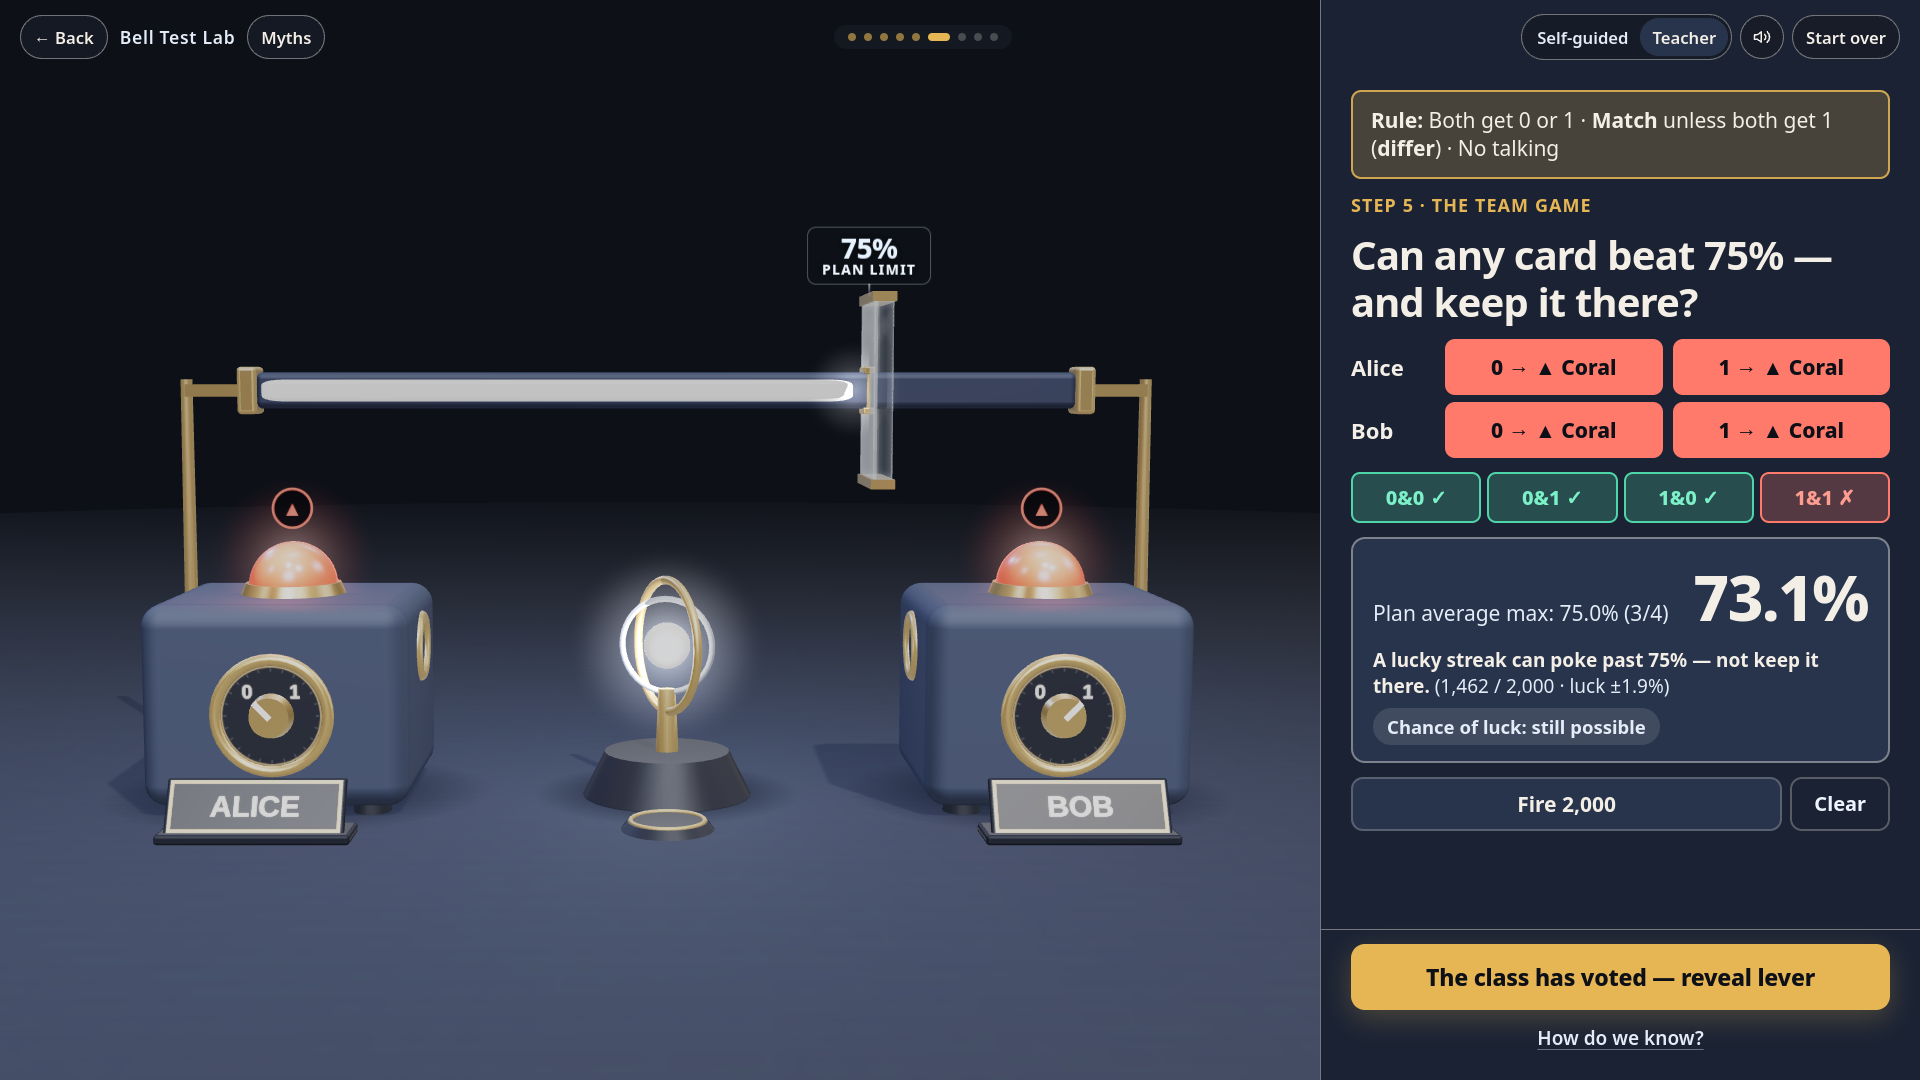 ← Back
Bell Test Lab
Myths
Self-guided
Teacher
Start over
75%
PLAN LIMIT
0 1
ALICE
0 1
BOB
Rule: Both get 0 or 1 · Match unless both get 1
(differ) · No talking
STEP 5 · THE TEAM GAME
Can any card beat 75% —
and keep it there?
Alice
0 → ▲ Coral
1 → ▲ Coral
Bob
0 → ▲ Coral
1 → ▲ Coral
0&0 ✓
0&1 ✓
1&0 ✓
1&1 ✗
Plan average max: 75.0% (3/4)
73.1%
A lucky streak can poke past 75% — not keep it
there. (1,462 / 2,000 · luck ±1.9%)
Chance of luck: still possible
Fire 2,000
Clear
The class has voted — reveal lever
How do we know?